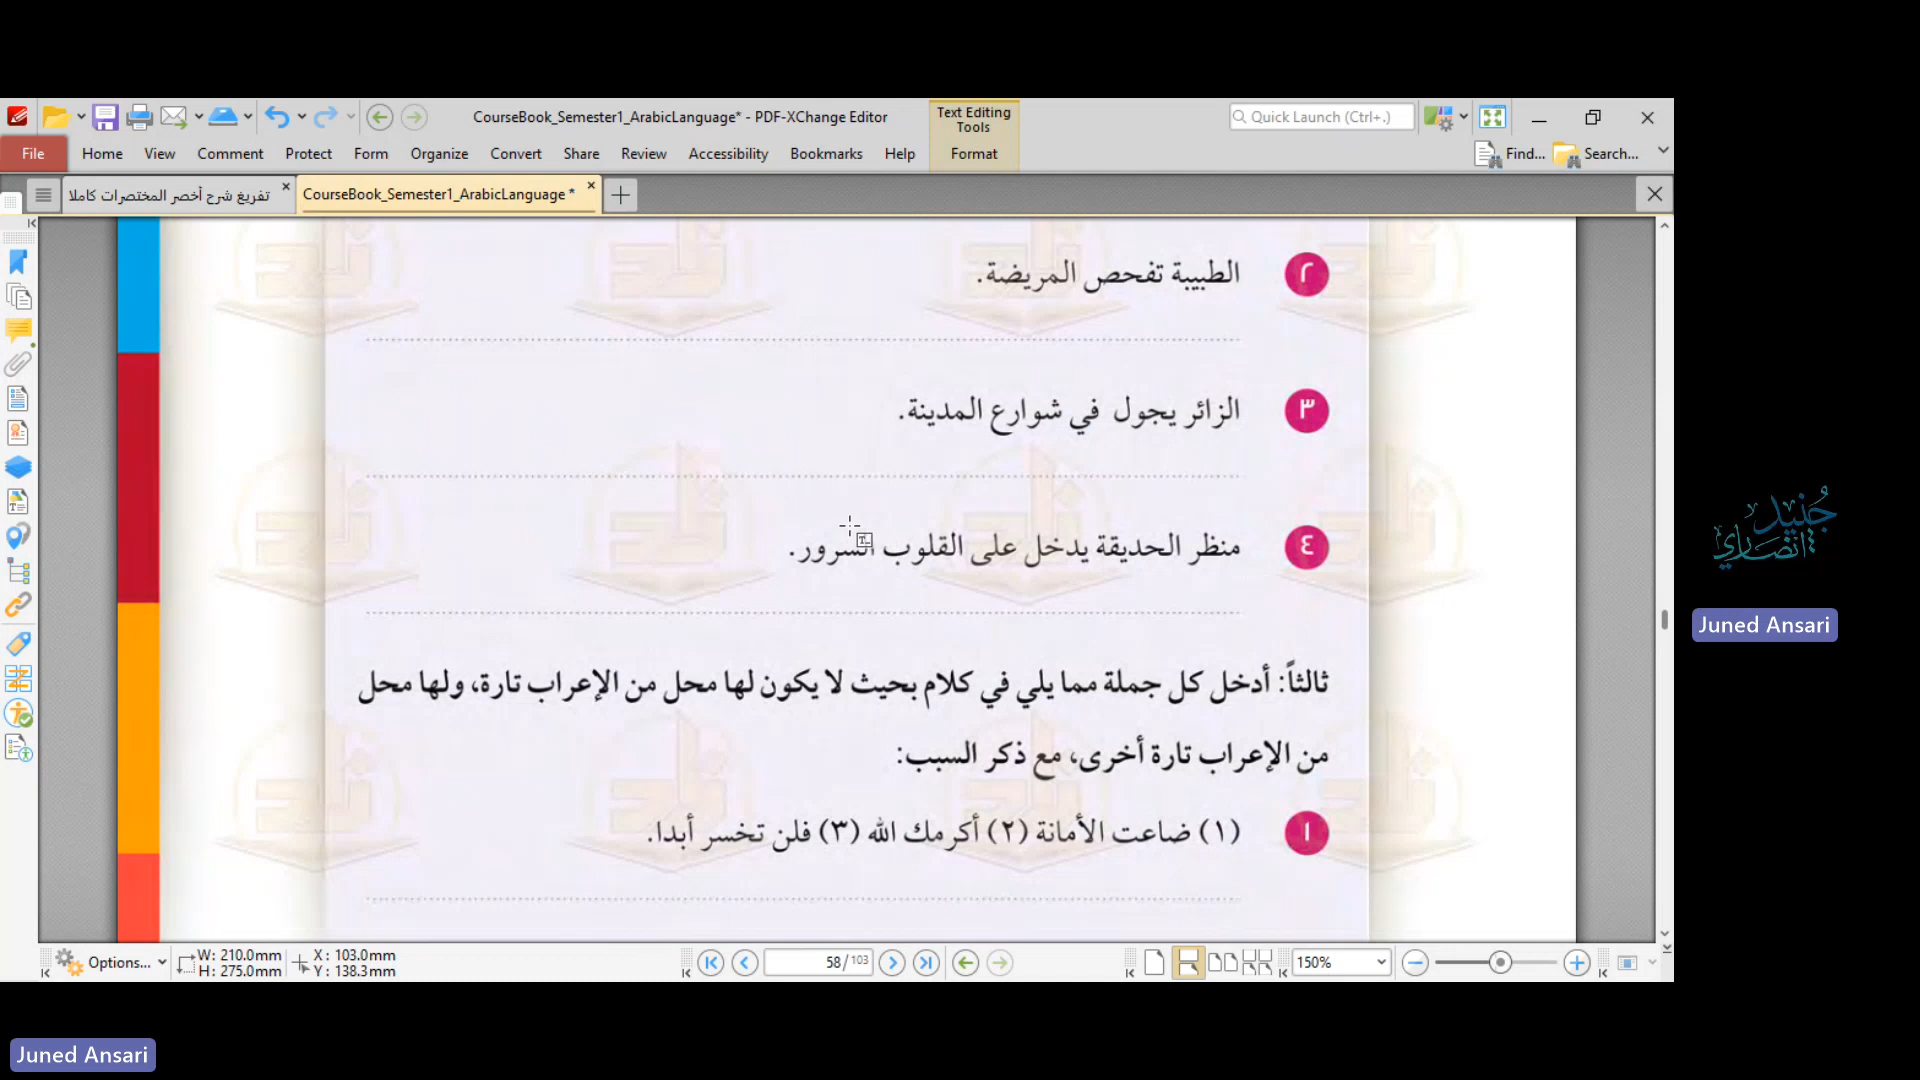 CourseBook_Semester1_ArabicLanguage* - PDF-XChange Editor
Text Editing Tools
Quick Launch (Ctrl+.)
File Home View Comment Protect Form Organize Convert Share Review Accessibility Bookmarks Help Format Find... Search...
تفريغ شرح أخصر المختصرات كاملا
CourseBook_Semester1_ArabicLanguage *
٢ الطبيبة تفحص المريضة.
٣ الزائر يجول في شوارع المدينة.
٤ منظر الحديقة يدخل على القلوب السرور.
ثالثاً: أدخل كل جملة مما يلي في كلام بحيث لا يكون لها محل من الإعراب تارة، ولها محل
من الإعراب تارة أخرى، مع ذكر السبب:
١ (١) ضاعت الأمانة (٢) أكرمك الله (٣) فلن تخسر أبدا.
جنيد انصاري
Juned Ansari
Options... W: 210.0mm H: 275.0mm X: 103.0mm Y: 138.3mm 58/103 150%
Juned Ansari